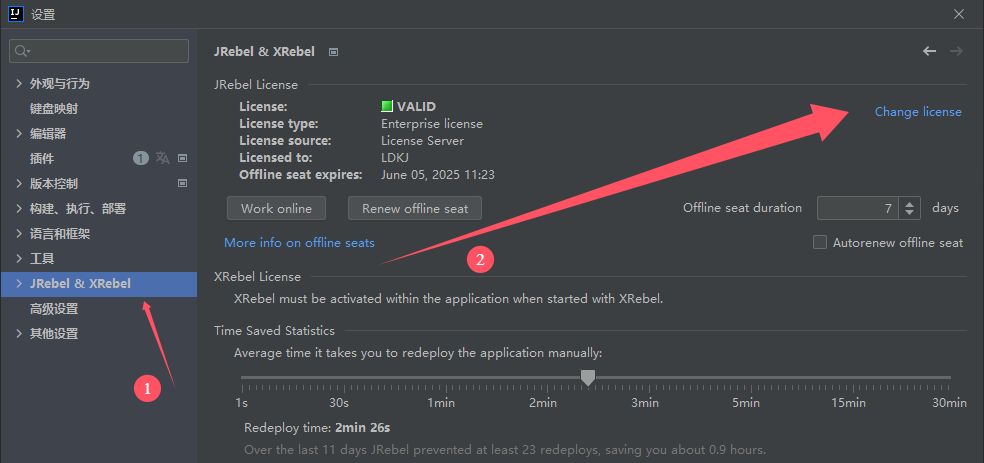 设置
JRebel & XRebel
外观与行为
键盘映射
编辑器
插件 1
版本控制
构建、执行、部署
语言和框架
工具
JRebel & XRebel
高级设置
其他设置
1
JRebel License
License: VALID
Change license
License type: Enterprise license
License source: License Server
Licensed to: LDKJ
Offline seat expires: June 05, 2025 11:23
Work online Renew offline seat Offline seat duration 7 days
More info on offline seats Autorenew offline seat
2
XRebel License
XRebel must be activated within the application when started with XRebel.
Time Saved Statistics
Average time it takes you to redeploy the application manually:
1s 30s 1min 2min 3min 5min 15min 30min
Redeploy time: 2min 26s
Over the last 11 days JRebel prevented at least 23 redeploys, saving you about 0.9 hours.